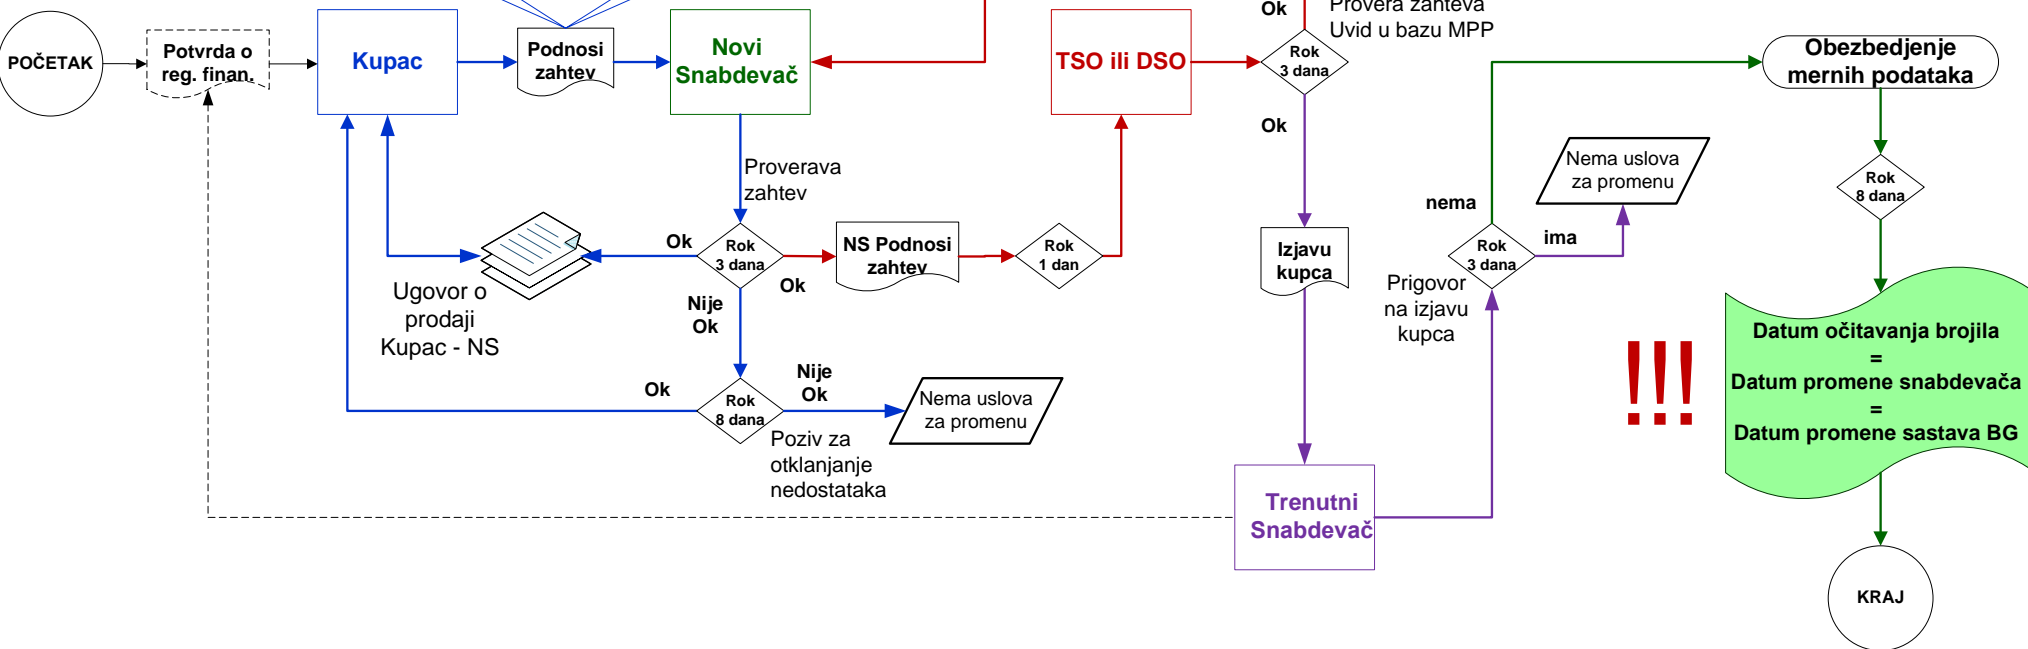 POČETAK
Potvrda o
reg. finan.
Kupac
Podnosi
zahtev
Novi
Snabdevač
TSO ili DSO
Ok
Provera zahteva
Uvid u bazu MPP
Rok
3 dana
Ok
Obezbedjenje
mernih podataka
Proverava
zahtev
Nema uslova
za promenu
Rok
8 dana
nema
Ok
Rok
3 dana
Ok
NS Podnosi
zahtev
Rok
1 dan
Izjavu
kupca
Rok
3 dana
ima
Prigovor
na izjavu
kupca
Ugovor o
prodaji
Kupac - NS
Nije
Ok
!!!
Datum očitavanja brojila
=
Datum promene snabdevača
=
Datum promene sastava BG
Ok
Rok
8 dana
Nije
Ok
Nema uslova
za promenu
Poziv za
otklanjanje
nedostataka
Trenutni
Snabdevač
KRAJ